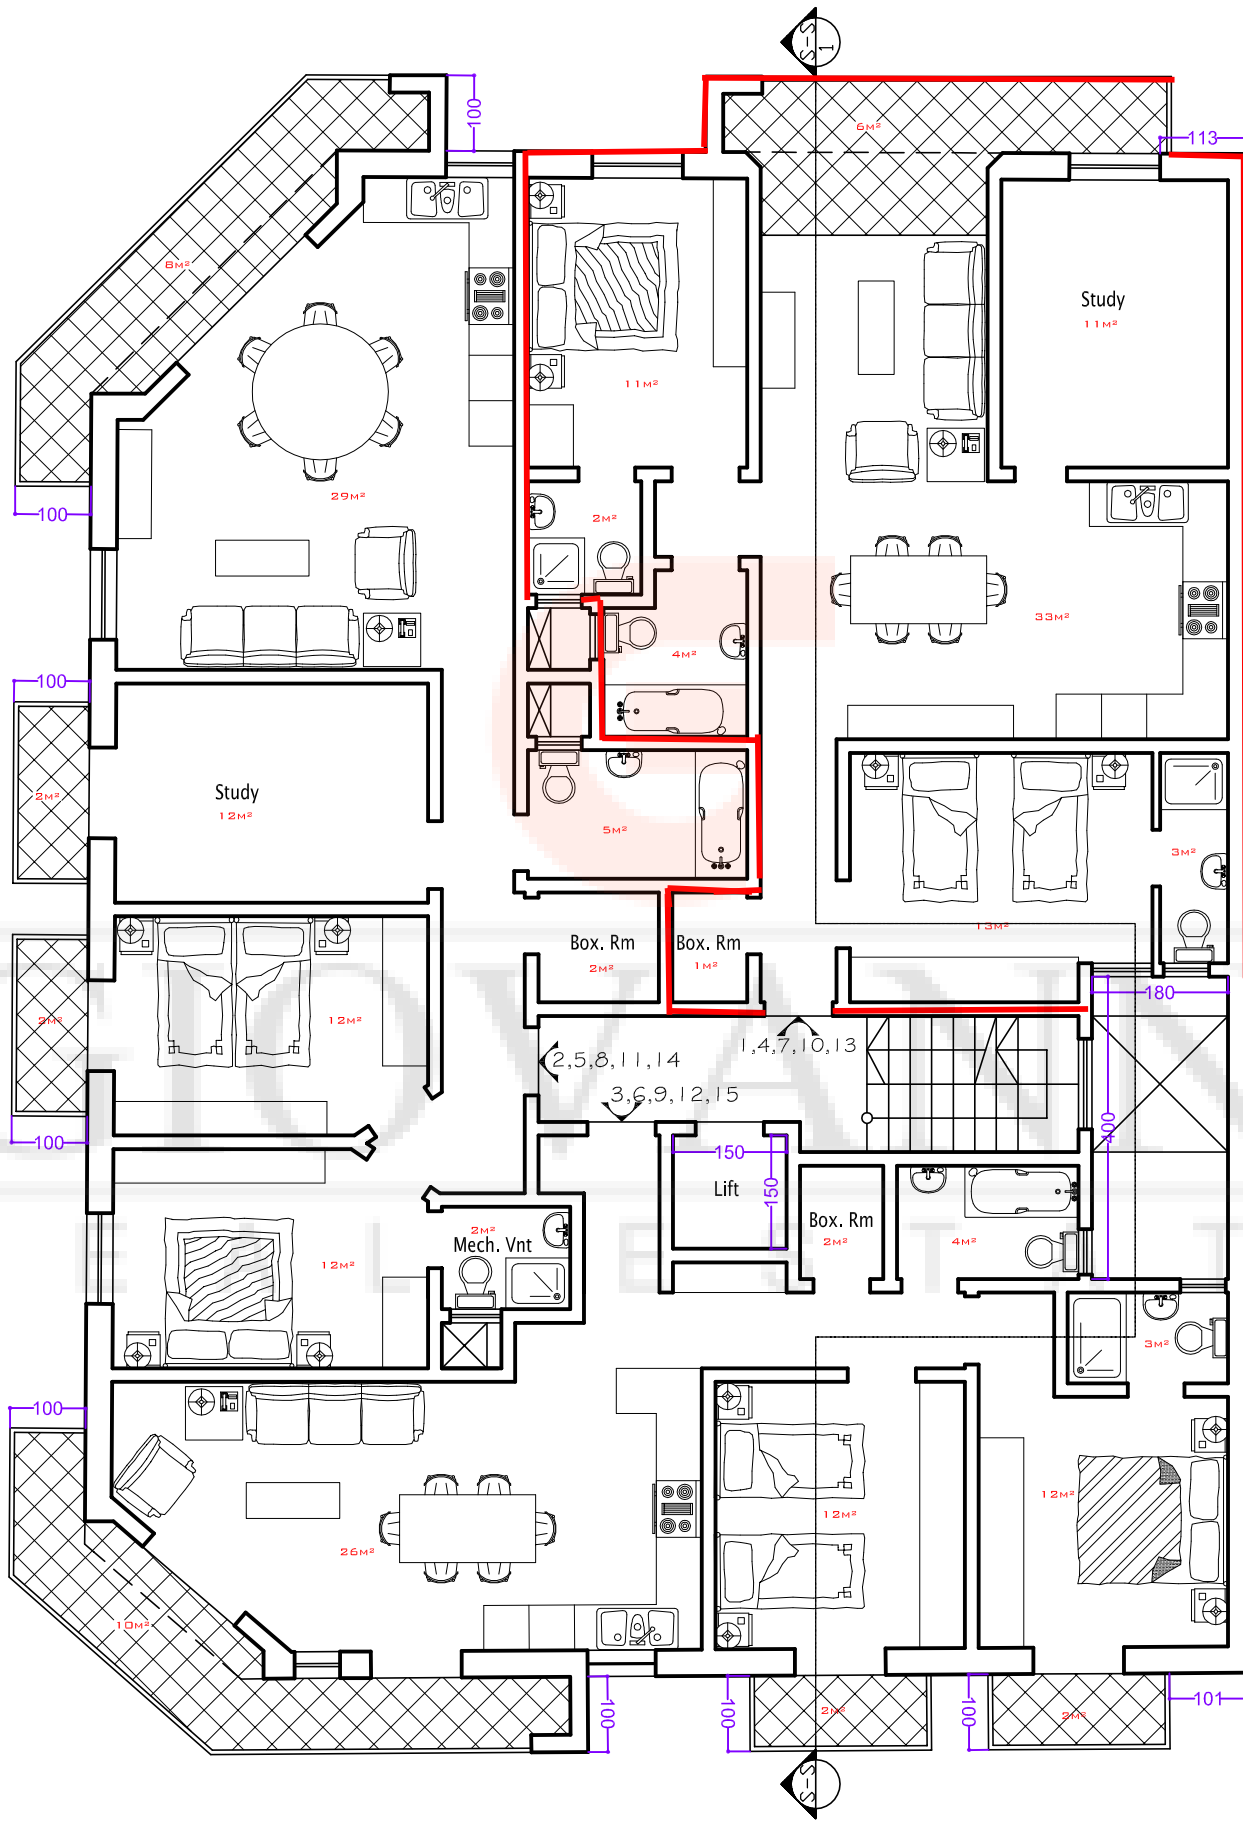 S-S
1
100
113
6M²
8M²
Study
11M²
11M²
29M²
100
2M²
33M²
4M²
100
Study
12M²
2M²
5M²
3M²
13M²
Box. Rm
2M²
Box. Rm
1M²
GIOVANN
180
12M²
2M²
1,4,7,10,13
2,5,8,11,14
3,6,9,12,15
100
400
150
Lift
150
Box. Rm
2M²
4M²
2M²
Mech. Vnt
12M²
3M²
100
12M²
12M²
26M²
10M²
100
100
2M²
100
2M²
101
S-S